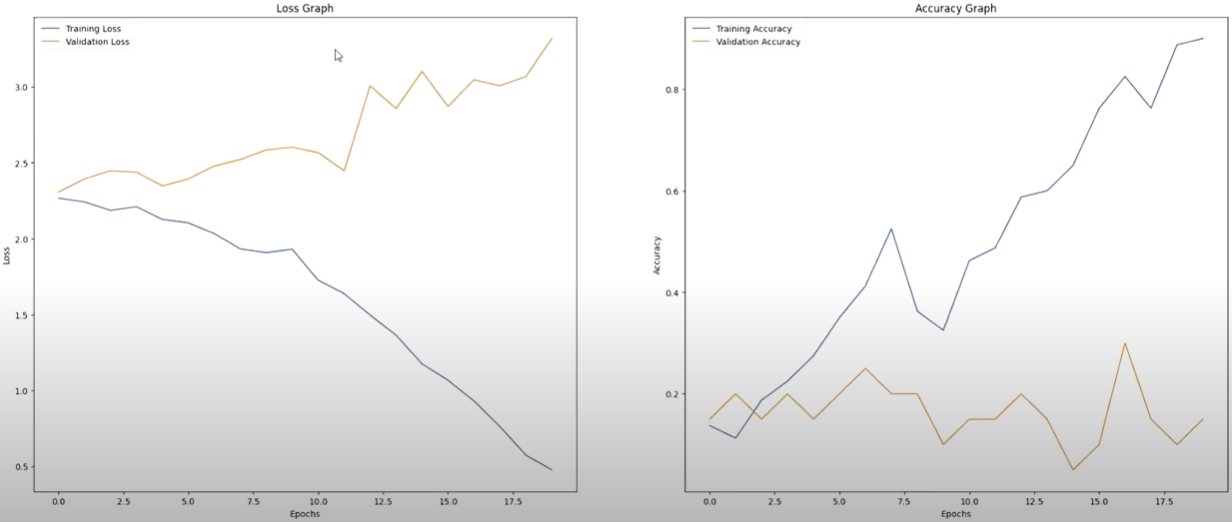 Loss Graph
Training Loss
Validation Loss
3.0
2.5
2.0
1.5
1.0
0.5
Loss
0.0 2.5 5.0 7.5 10.0 12.5 15.0 17.5
Epochs
Accuracy Graph
Training Accuracy
Validation Accuracy
0.8
0.6
0.4
0.2
Accuracy
0.0 2.5 5.0 7.5 10.0 12.5 15.0 17.5
Epochs